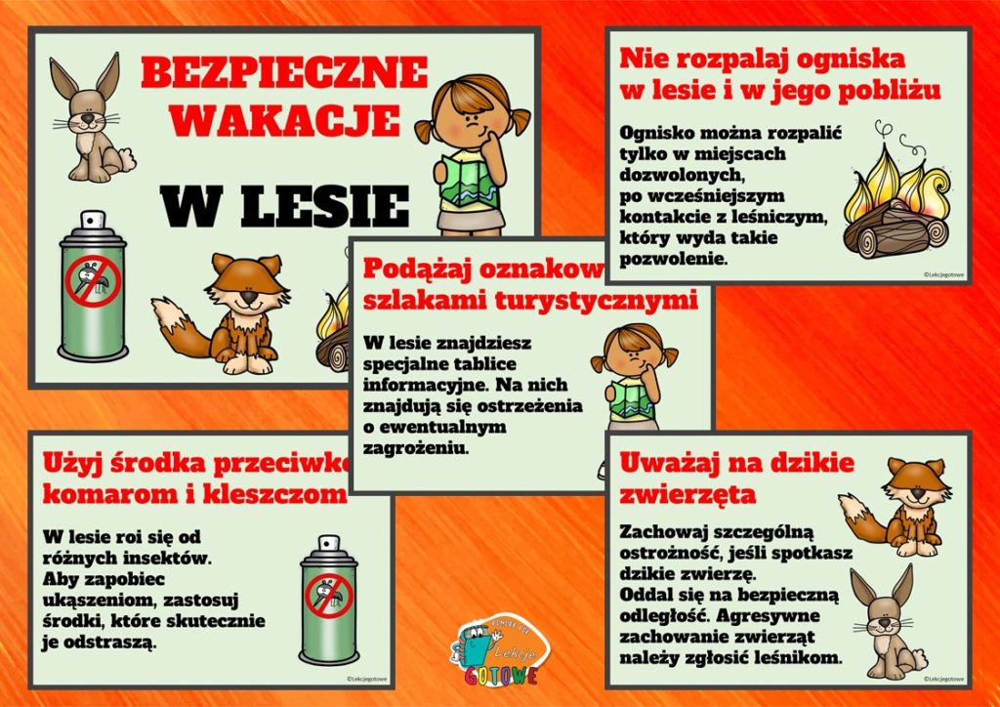 BEZPIECZNE
WAKACJE
W LESIE
Nie rozpalaj ogniska
w lesie i w jego pobliżu
Ognisko można rozpalić
tylko w miejscach
dozwolonych,
po wcześniejszym
kontakcie z leśniczym,
który wyda takie
pozwolenie.
©Lekcjegotowe
Podążaj oznakow
szlakami turystycznymi
W lesie znajdziesz
specjalne tablice
informacyjne. Na nich
znajdują się ostrzeżenia
o ewentualnym
zagrożeniu.
Użyj środka przeciwko
komarom i kleszczom
W lesie roi się od
różnych insektów.
Aby zapobiec
ukąszeniom, zastosuj
środki, które skutecznie
je odstraszą.
©Lekcjegotowe
Uważaj na dzikie
zwierzęta
Zachowaj szczególną
ostrożność, jeśli spotkasz
dzikie zwierzę.
Oddal się na bezpieczną
odległość. Agresywne
zachowanie zwierząt
należy zgłosić leśnikom.
©Lekcjegotowe
Lekcje
GOTOWE